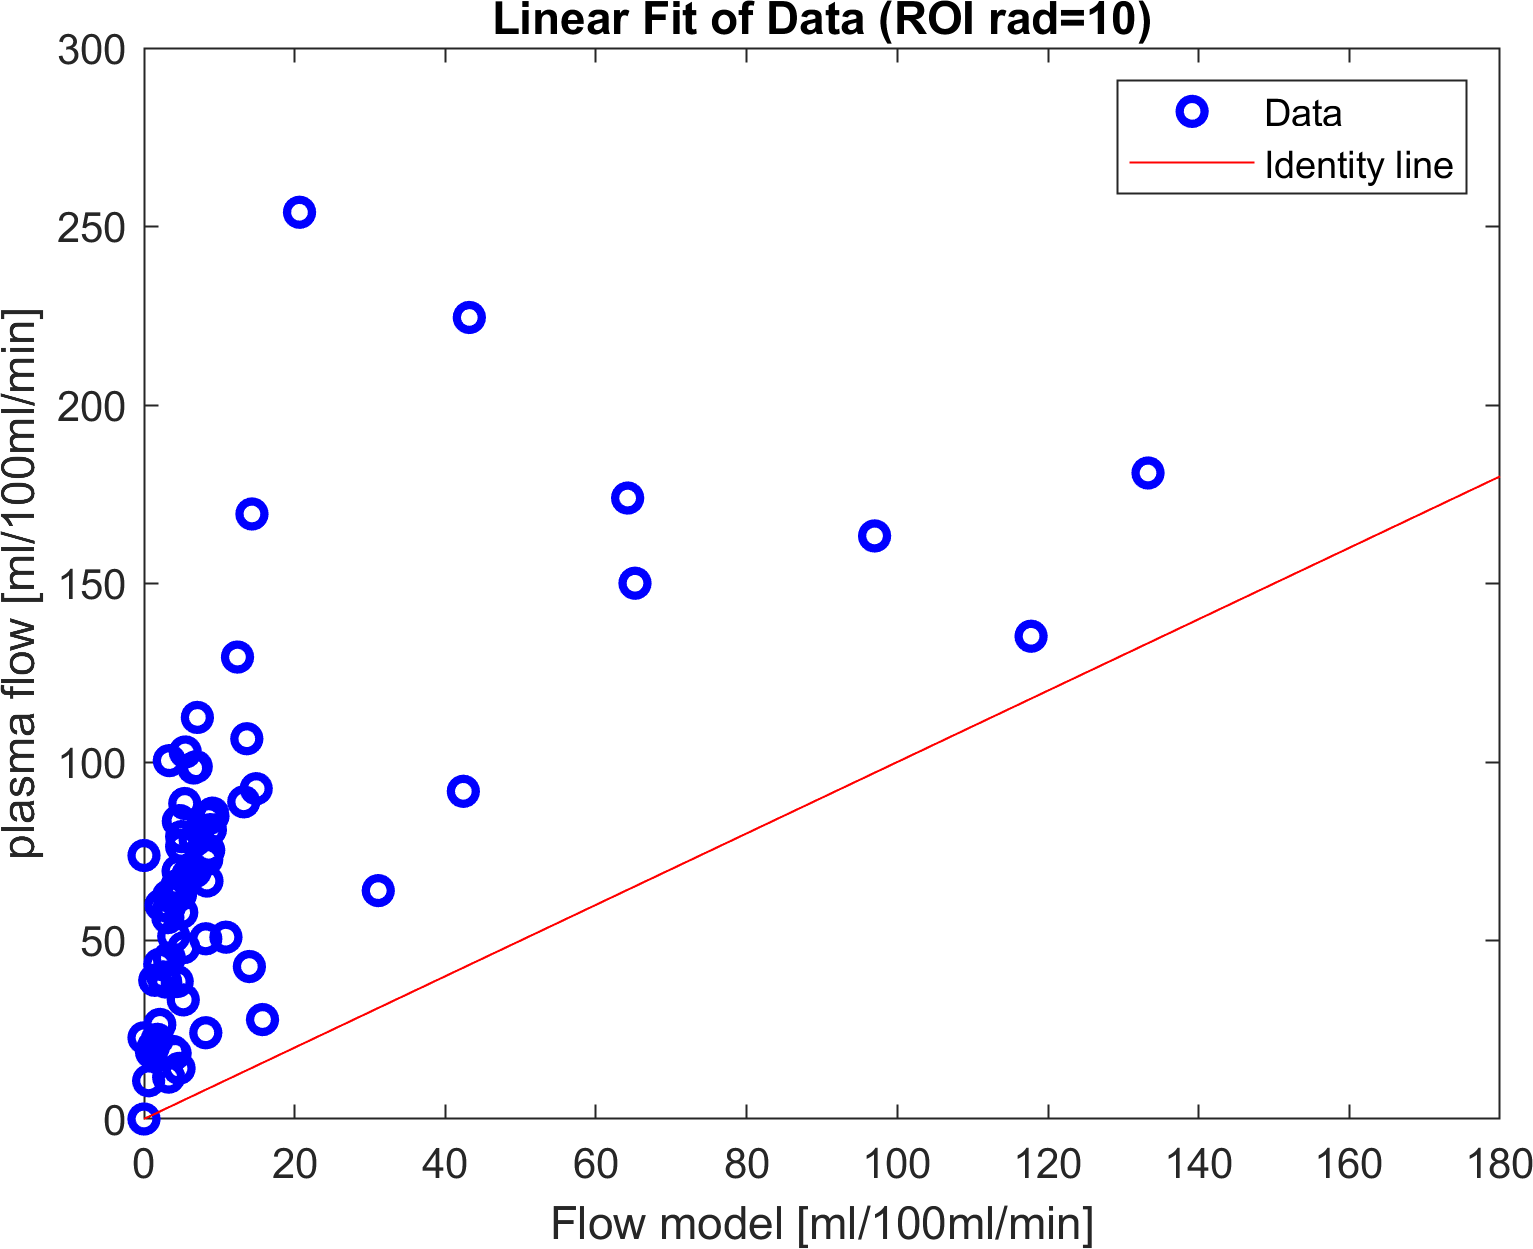 Linear Fit of Data (ROI rad=10)
300
250
200
150
100
50
0
plasma flow [ml/100ml/min]
Data
Identity line
0 20 40 60 80 100 120 140 160 180
Flow model [ml/100ml/min]